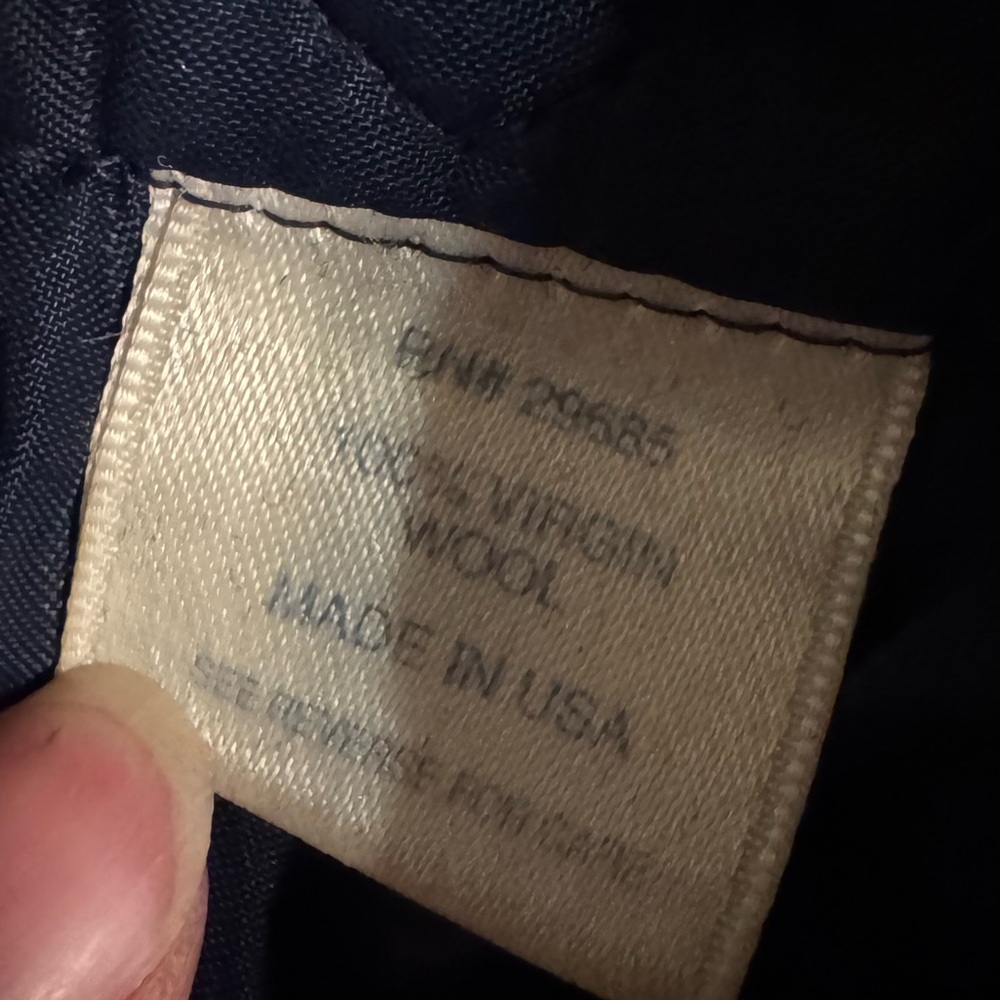 RN# 29685
100% VIRGIN
WOOL
MADE IN USA
SEE REVERSE FOR CARE